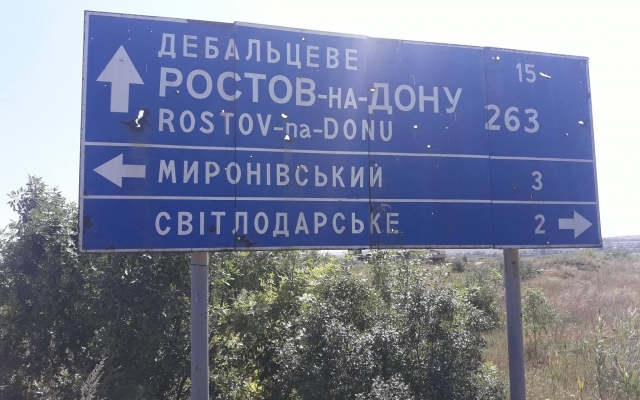 ДЕБАЛЬЦЕВЕ 15
РОСТОВ-НА-ДОНУ
ROSTOV-na-DONU 263
МИРОНІВСЬКИЙ 3
СВІТЛОДАРСЬКЕ 2